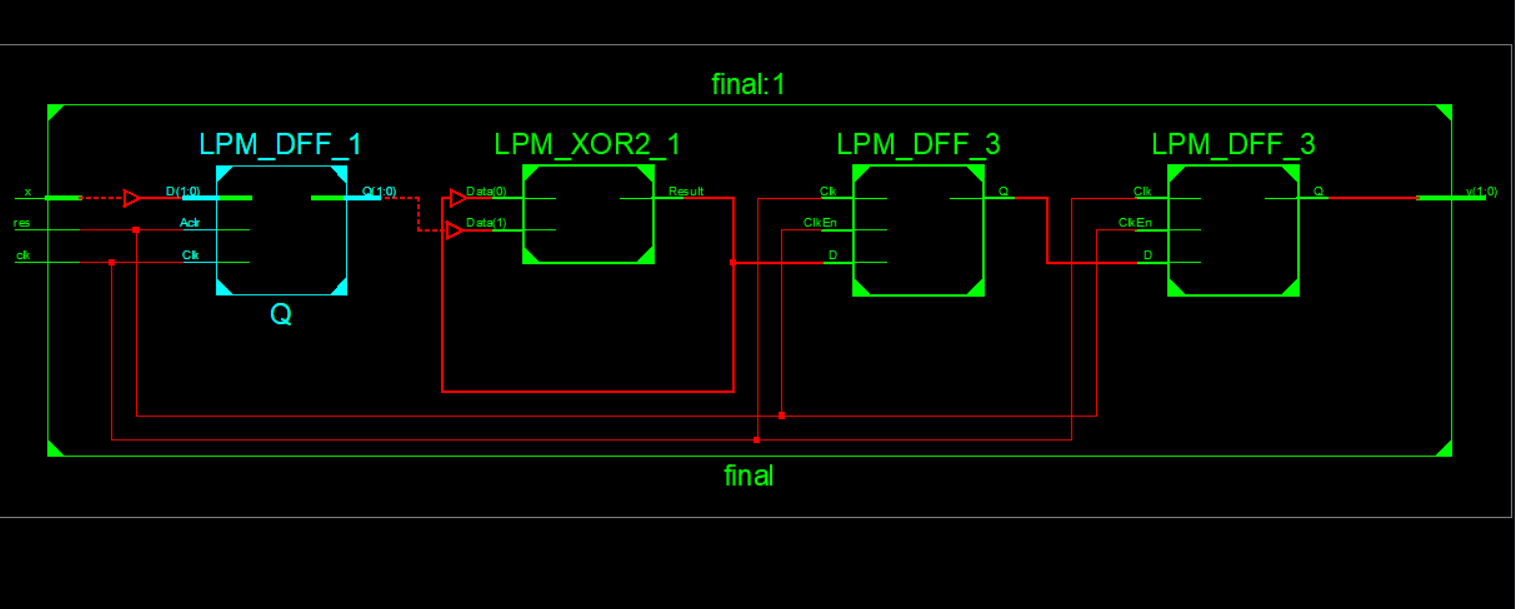 final:1
LPM_DFF_1
LPM_XOR2_1
LPM_DFF_3
LPM_DFF_3
x
D(1:0)
Q(1:0)
Data(0)
Result
Clk
Q
Clk
Q
y(1:0)
res
Aclr
Data(1)
ClkEn
ClkEn
clk
Clk
D
D
Q
final